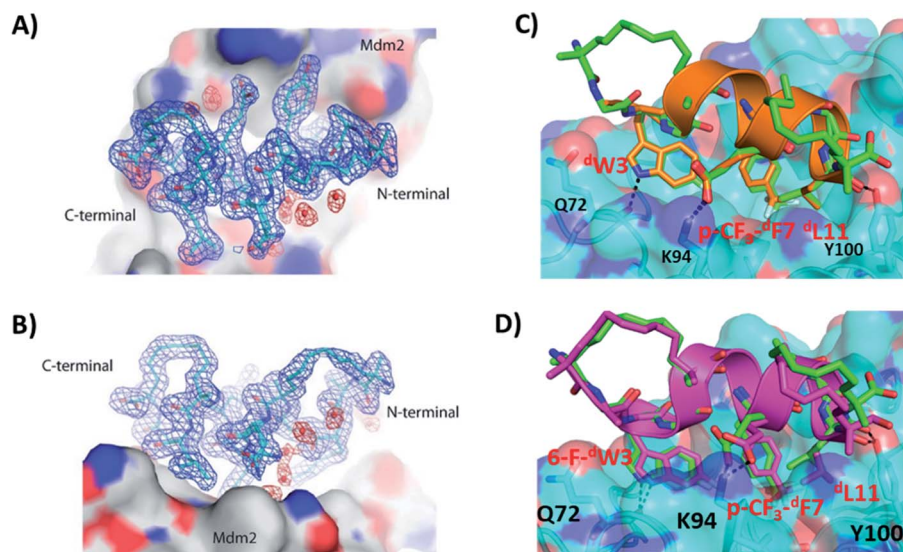 A)
Mdm2
C-terminal
N-terminal
B)
C-terminal
N-terminal
Mdm2
C)
dW3
Q72
p-CF3-dF7 dL11
K94
Y100
D)
6-F-dW3
Q72
K94
dL11
p-CF3-dF7
Y100